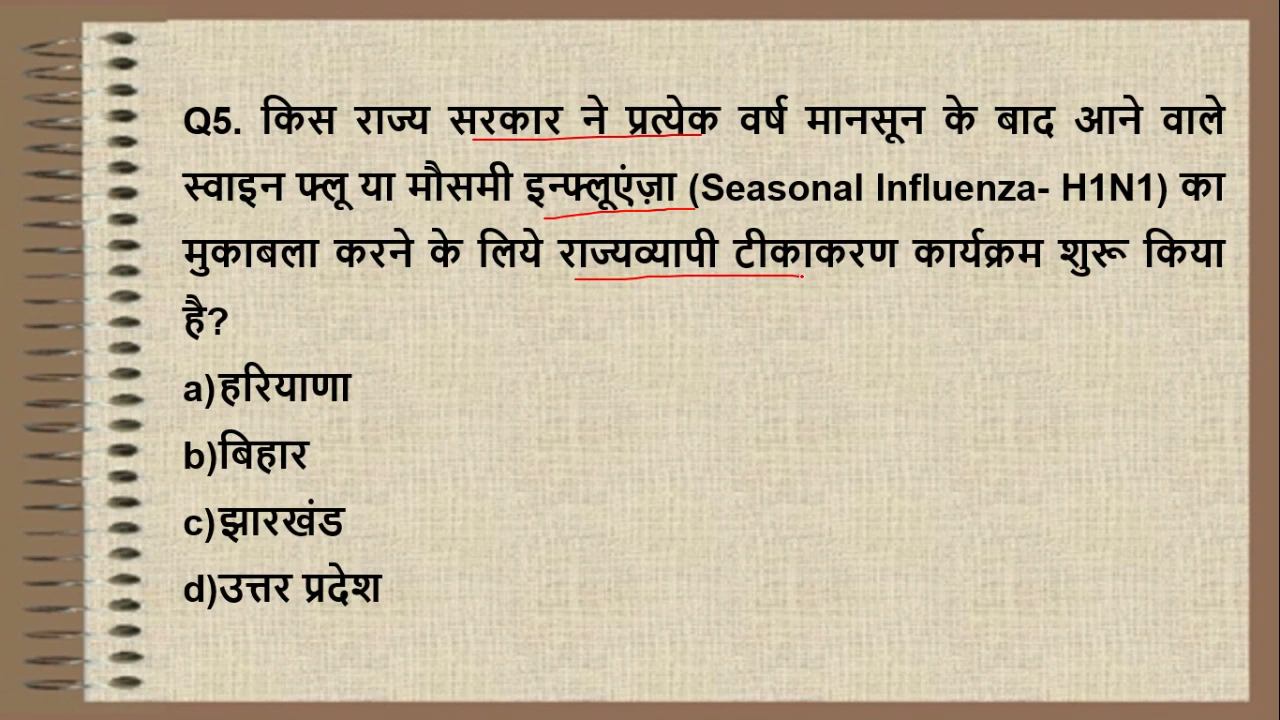 Q5. किस राज्य सरकार ने प्रत्येक वर्ष मानसून के बाद आने वाले
स्वाइन फ्लू या मौसमी इन्फ्लूएंज़ा (Seasonal Influenza- H1N1) का
मुकाबला करने के लिये राज्यव्यापी टीकाकरण कार्यक्रम शुरू किया
है?
a)हरियाणा
b)बिहार
c)झारखंड
d)उत्तर प्रदेश